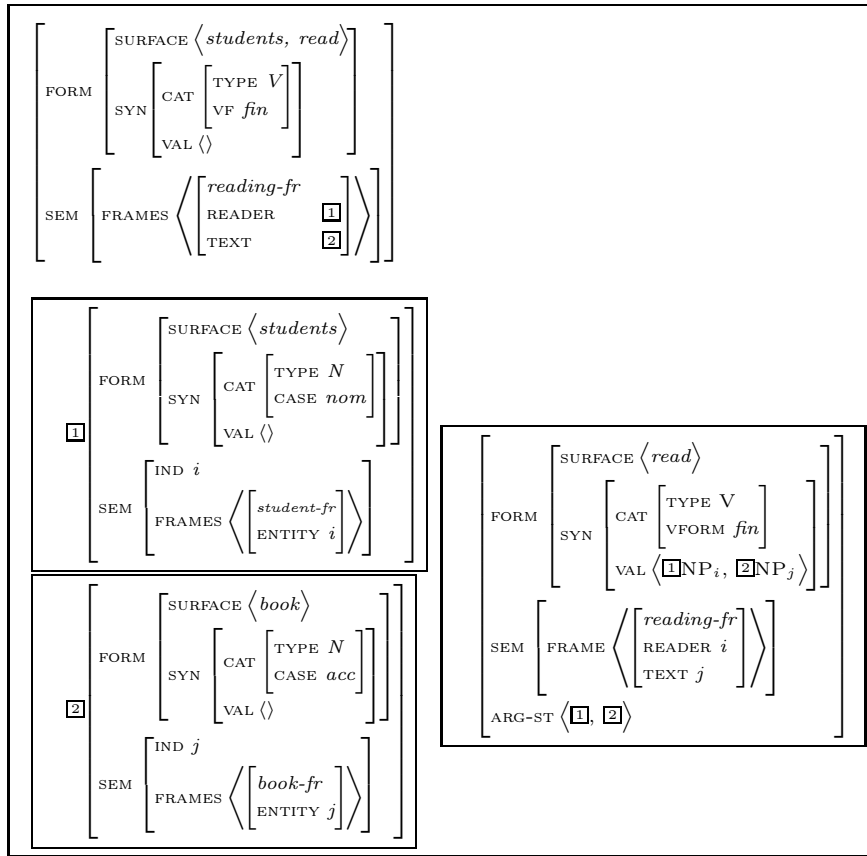 SURFACE ⟨students, read⟩
FORM
SYN
CAT
TYPE V
VF fin
VAL ⟨⟩
SEM
FRAMES
reading-fr
READER 1
TEXT 2
1
FORM
SURFACE ⟨students⟩
SYN
CAT
TYPE N
CASE nom
VAL ⟨⟩
SEM
IND i
FRAMES
student-fr
ENTITY i
2
FORM
SURFACE ⟨book⟩
SYN
CAT
TYPE N
CASE acc
VAL ⟨⟩
SEM
IND j
FRAMES
book-fr
ENTITY j
FORM
SURFACE ⟨read⟩
SYN
CAT
TYPE V
VFORM fin
VAL ⟨1NPi, 2NPj⟩
SEM
FRAME
reading-fr
READER i
TEXT j
ARG-ST ⟨1, 2⟩